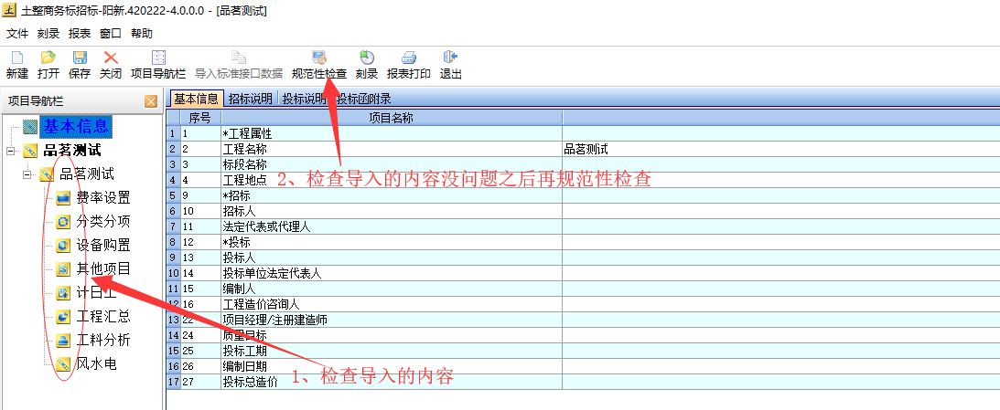 土整商务标招标-阳新.420222-4.0.0.0 - [品茗测试]
文件 刻录 报表 窗口 帮助
新建 打开 保存 关闭 项目导航栏 导入标准接口数据 规范性检查 刻录 报表打印 退出
项目导航栏
基本信息
品茗测试
品茗测试
费率设置
分类分项
设备购置
其他项目
计日工
工程汇总
工料分析
风水电
基本信息 招标说明 投标说明 投标函附录
序号 项目名称
1 1 *工程属性
2 2 工程名称 品茗测试
3 3 标段名称
4 4 工程地点
5 9 *招标
6 10 招标人
7 11 法定代表或代理人
8 12 *投标
9 13 投标人
10 14 投标单位法定代表人
11 15 编制人
12 16 工程造价咨询人
13 22 项目经理/注册建造师
14 24 质量目标
15 25 投标工期
16 26 编制日期
17 27 投标总造价
2、检查导入的内容没问题之后再规范性检查
1、检查导入的内容